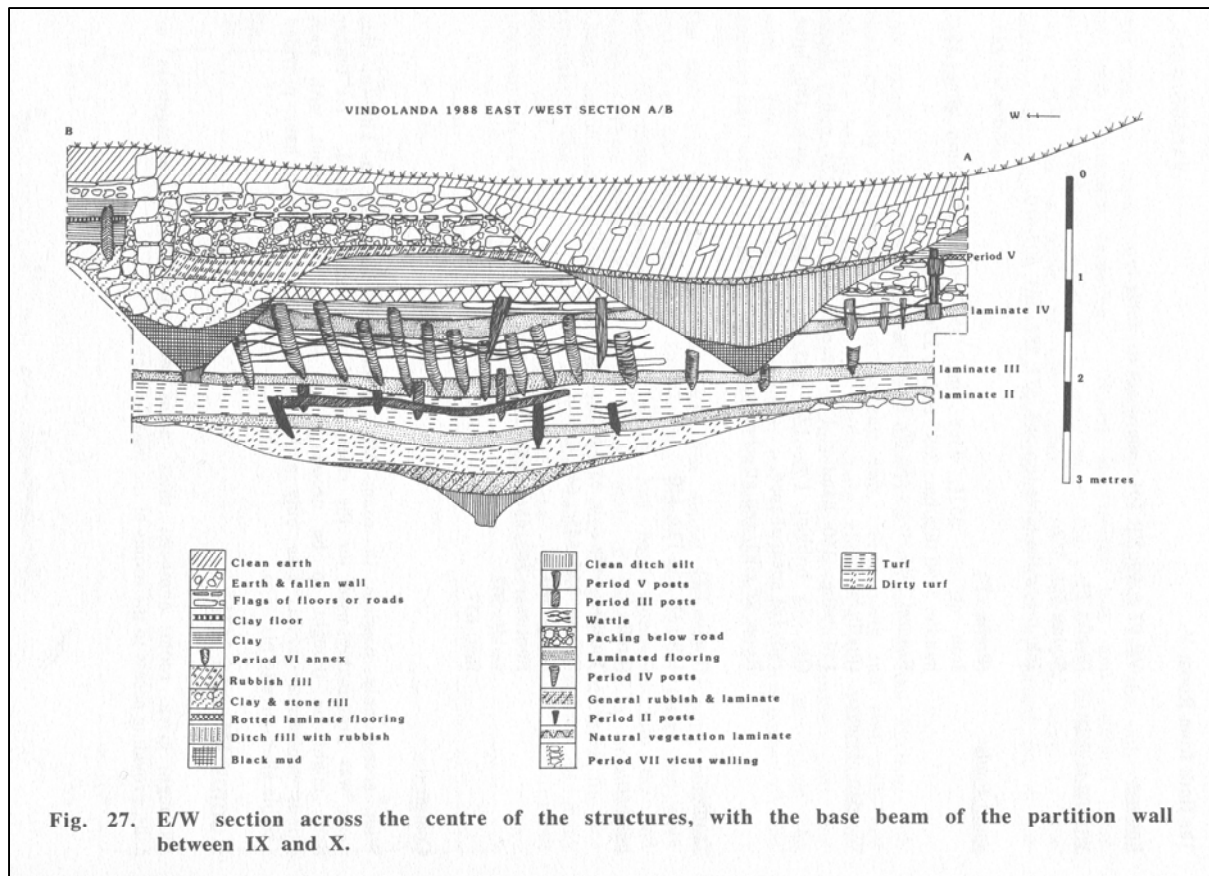 VINDOLANDA 1988 EAST /WEST SECTION A/B
W
B
A
0
Period V
1
laminate IV
laminate III
2
laminate II
3 metres
Clean earth
Earth & fallen wall
Flags of floors or roads
Clay floor
Clay
Period VI annex
Rubbish fill
Clay & stone fill
Rotted laminate flooring
Ditch fill with rubbish
Black mud
Clean ditch silt
Period V posts
Period III posts
Wattle
Packing below road
Laminated flooring
Period IV posts
General rubbish & laminate
Period II posts
Natural vegetation laminate
Period VII vicus walling
Turf
Dirty turf
Fig. 27. E/W section across the centre of the structures, with the base beam of the partition wall
between IX and X.